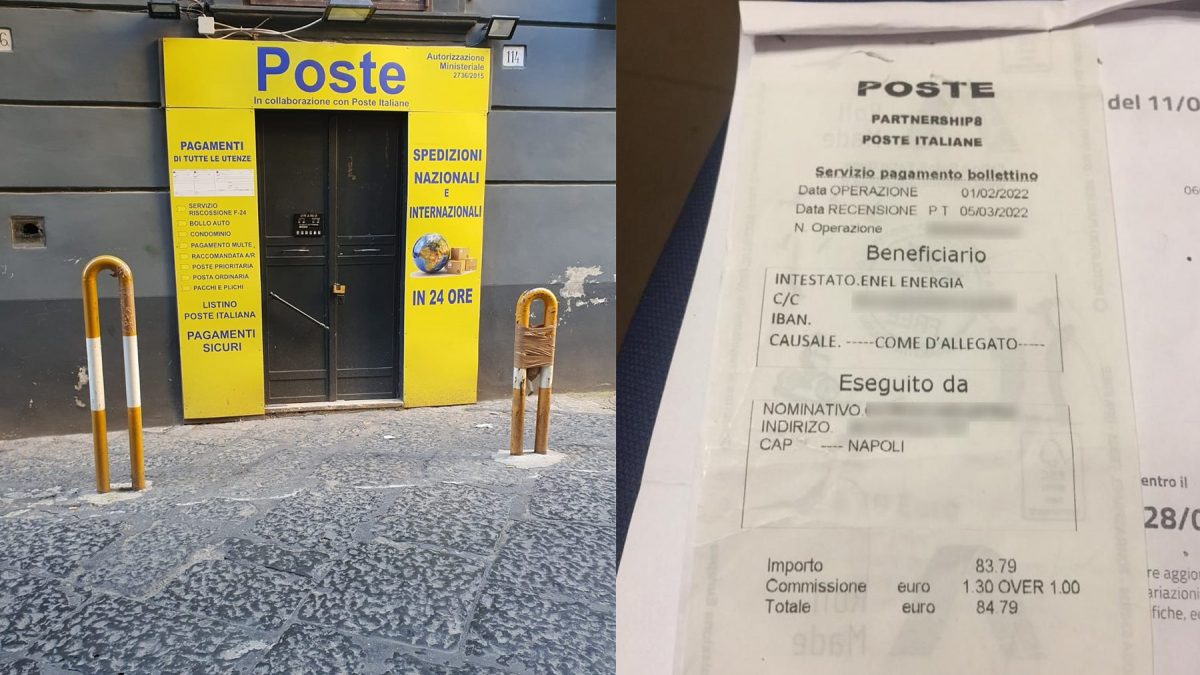 6
Poste
In collaborazione con Poste Italiane
Autorizzazione
Ministeriale
2736/2015
114
PAGAMENTI
DI TUTTE LE UTENZE
SERVIZIO
RISCOSSIONE F-24
BOLLO AUTO
CONDOMINIO
PAGAMENTO MULTE
RACCOMANDATA A/R
POSTE PRIORITARIA
POSTA ORDINARIA
PACCHI E PLICHI
LISTINO
POSTE ITALIANA
PAGAMENTI
SICURI
SPEDIZIONI
NAZIONALI
E
INTERNAZIONALI
IN 24 ORE
POSTE
PARTNERSHIP8
POSTE ITALIANE
Servizio pagamento bollettino
Data OPERAZIONE 01/02/2022
Data RECENSIONE P T 05/03/2022
N. Operazione
Beneficiario
INTESTATO.ENEL ENERGIA
C/C
IBAN.
CAUSALE. -----COME D'ALLEGATO-----
Eseguito da
NOMINATIVO.
INDIRIZO.
CAP ---- NAPOLI
Importo 83.79
Commissione euro 1.30 OVER 1.00
Totale euro 84.79
del 11/0
entro il
28/0